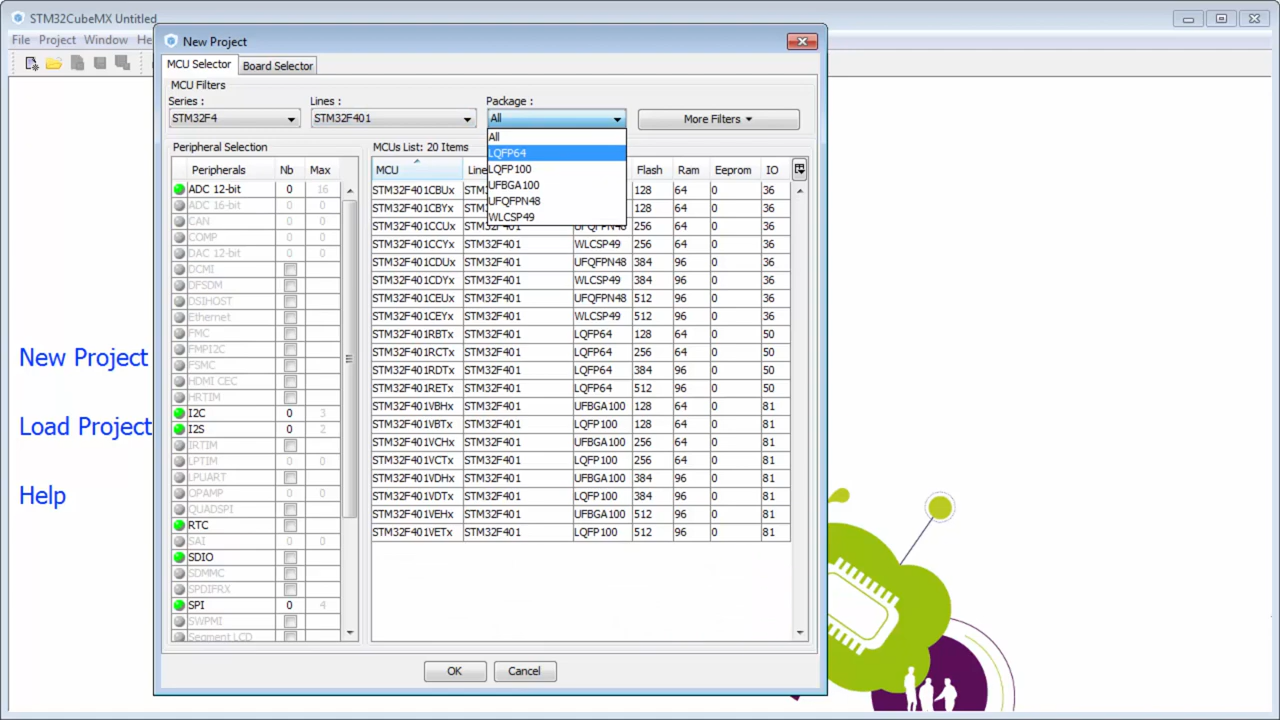 STM32CubeMX Untitled
File Project Window He
New Project
MCU Selector Board Selector
MCU Filters
Series : Lines : Package :
STM32F4 STM32F401 All More Filters
All
LQFP64
LQFP100
UFBGA100
UFQFPN48
WLCSP49
Peripheral Selection
Peripherals Nb Max
ADC 12-bit 0 16
ADC 16-bit 0 0
CAN 0 0
COMP 0 0
DAC 12-bit 0 0
DCMI
DFSDM
DSIHOST
Ethernet
FMC
FMPI2C
FSMC
HDMI CEC
HRTIM
I2C 0 3
I2S 0 2
IRTIM
LPTIM 0 0
LPUART
OPAMP 0 0
QUADSPI
RTC
SAI 0 0
SDIO
SDMMC
SPDIFRX
SPI 0 4
SWPMI
Segment LCD
MCUs List: 20 Items
MCU Line Flash Ram Eeprom IO
STM32F401CBUx STM3 128 64 0 36
STM32F401CBYx STM3 128 64 0 36
STM32F401CCUx STM32F401 UFQFPN48 256 64 0 36
STM32F401CCYx STM32F401 WLCSP49 256 64 0 36
STM32F401CDUx STM32F401 UFQFPN48 384 96 0 36
STM32F401CDYx STM32F401 WLCSP49 384 96 0 36
STM32F401CEUx STM32F401 UFQFPN48 512 96 0 36
STM32F401CEYx STM32F401 WLCSP49 512 96 0 36
STM32F401RBTx STM32F401 LQFP64 128 64 0 50
STM32F401RCTx STM32F401 LQFP64 256 64 0 50
STM32F401RDTx STM32F401 LQFP64 384 96 0 50
STM32F401RETx STM32F401 LQFP64 512 96 0 50
STM32F401VBHx STM32F401 UFBGA100 128 64 0 81
STM32F401VBTx STM32F401 LQFP100 128 64 0 81
STM32F401VCHx STM32F401 UFBGA100 256 64 0 81
STM32F401VCTx STM32F401 LQFP100 256 64 0 81
STM32F401VDHx STM32F401 UFBGA100 384 96 0 81
STM32F401VDTx STM32F401 LQFP100 384 96 0 81
STM32F401VEHx STM32F401 UFBGA100 512 96 0 81
STM32F401VETx STM32F401 LQFP100 512 96 0 81
OK Cancel
New Project
Load Project
Help